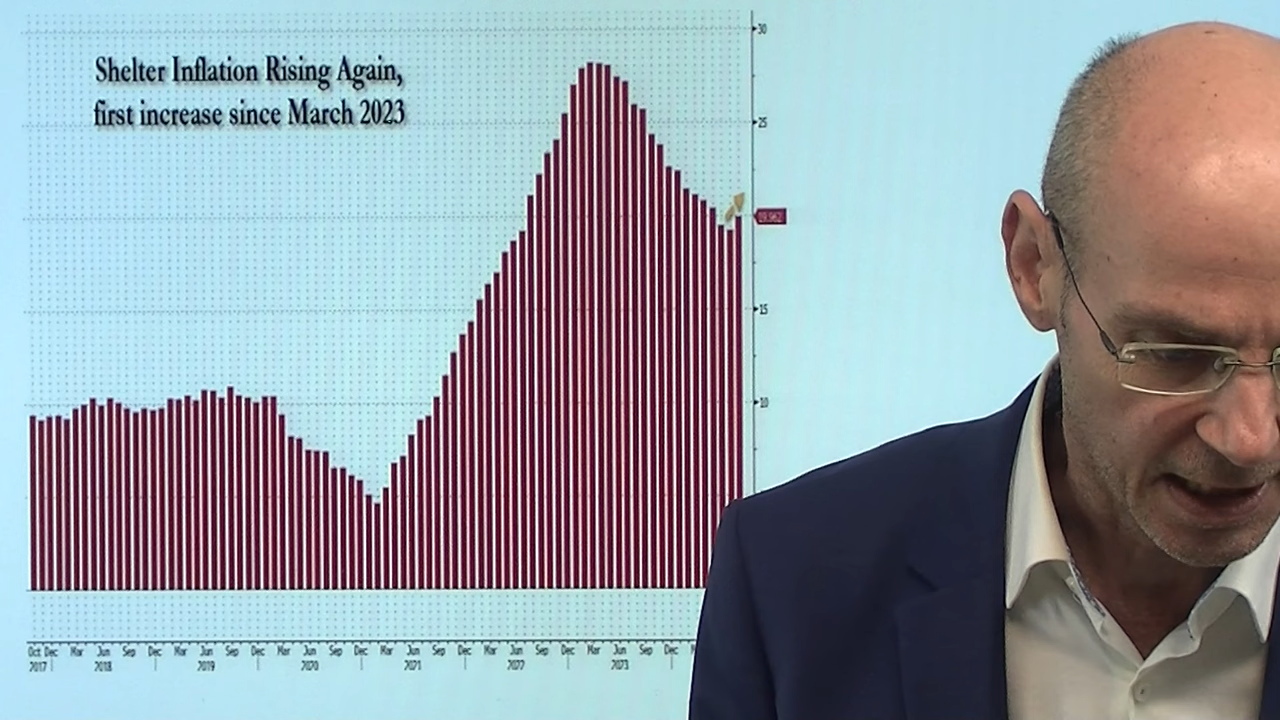 Shelter Inflation Rising Again,
first increase since March 2023
30
25
19.962
15
10
Oct Dec Mar Jun Sep Dec Mar Jun Sep Dec Mar Jun Sep Dec Mar Jun Sep Dec Mar Jun Sep Dec Mar Jun Sep Dec
2017 2018 2019 2020 2021 2022 2023